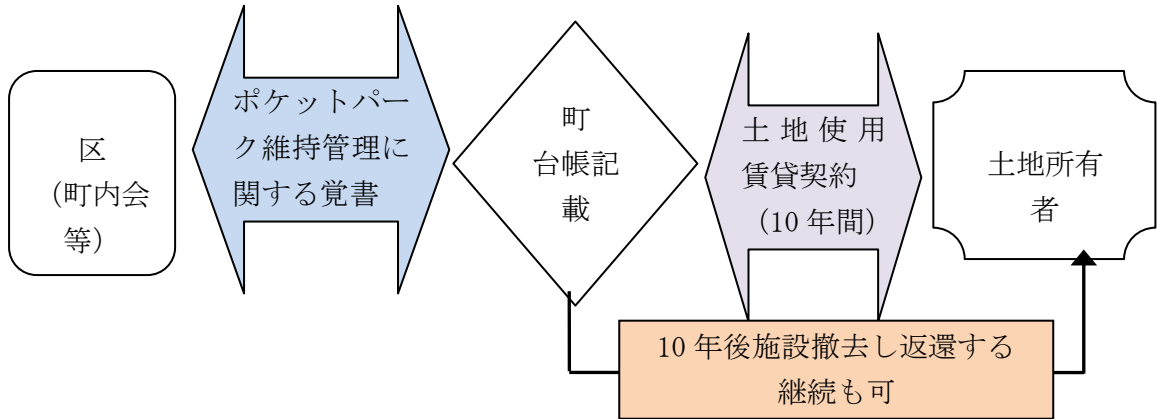 区
(町内会
等)
ポケットパー
ク維持管理に
関する覚書
町
台帳記
載
土地使用
賃貸契約
(10年間)
土地所有
者
10年後施設撤去し返還する
継続も可